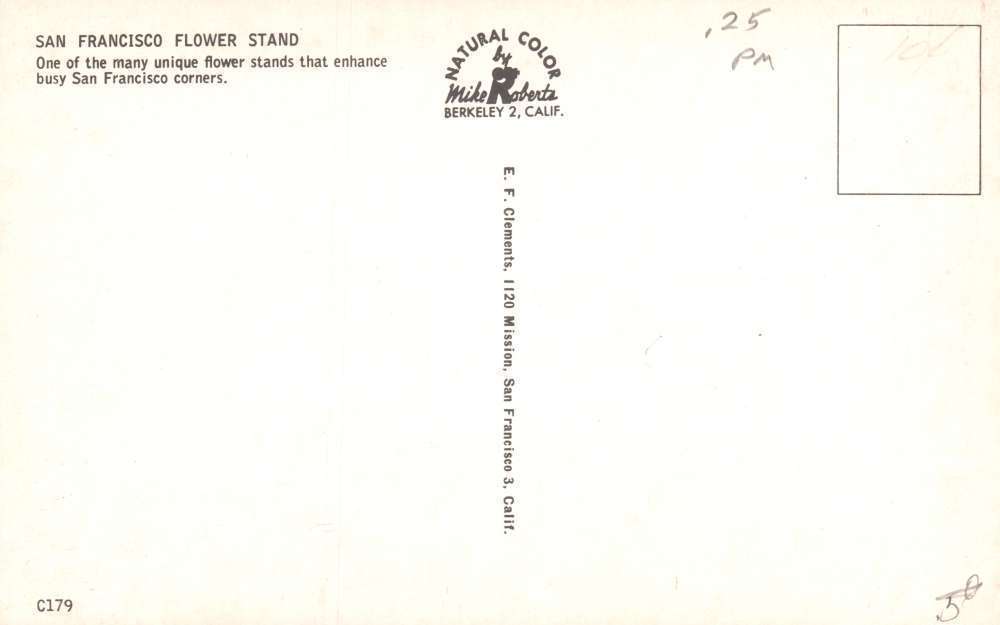 SAN FRANCISCO FLOWER STAND
One of the many unique flower stands that enhance
busy San Francisco corners.
NATURAL COLOR
by
Mike Roberts
BERKELEY 2, CALIF.
.25
PM
E. F. Clements, 1120 Mission, San Francisco 3, Calif.
C179